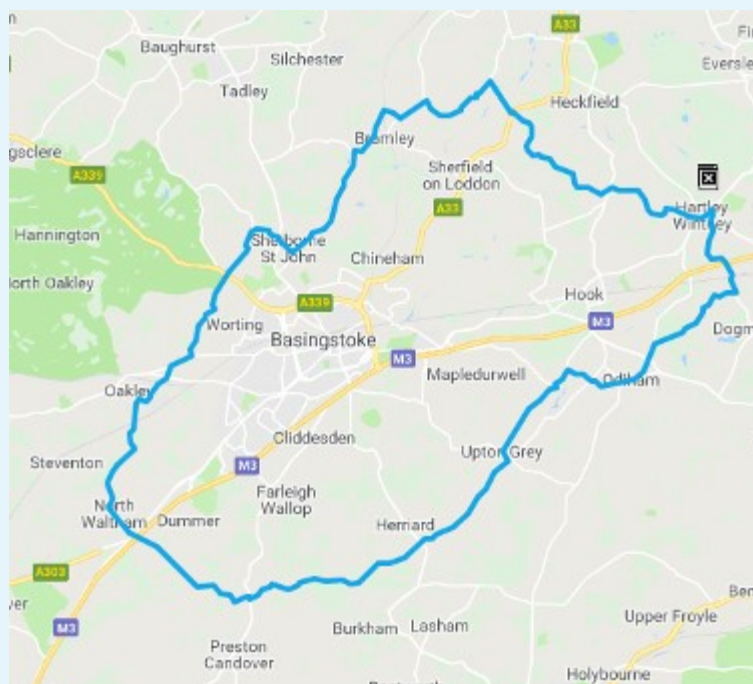 A33
Baughurst
Silchester
Eversle
Tadley
Heckfield
Bramley
gsclere
Sherfield
on Loddon
A339
A33
Hartley
Wintney
Hannington
Sherborne
St John
Chineham
orth Oakley
Hook
A339
Worting
M3
Basingstoke
Dogm
M3
Mapledurwell
Odiham
Oakley
Cliddesden
Upton Grey
Steventon
M3
Farleigh
Wallop
North
Waltham
Dummer
Herriard
A303
ver
Ben
Upper Froyle
M3
Burkham
Lasham
Preston
Candover
Holybourne